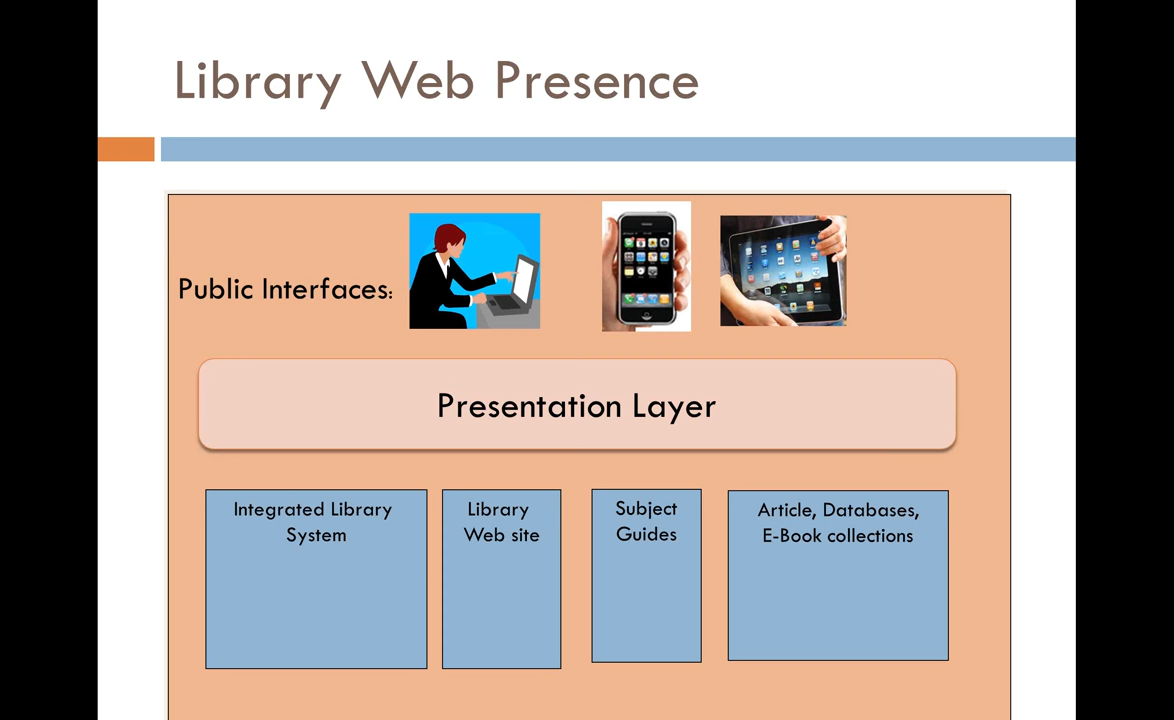 Library Web Presence
Public Interfaces:
Presentation Layer
Integrated Library
System
Library
Web site
Subject
Guides
Article, Databases,
E-Book collections